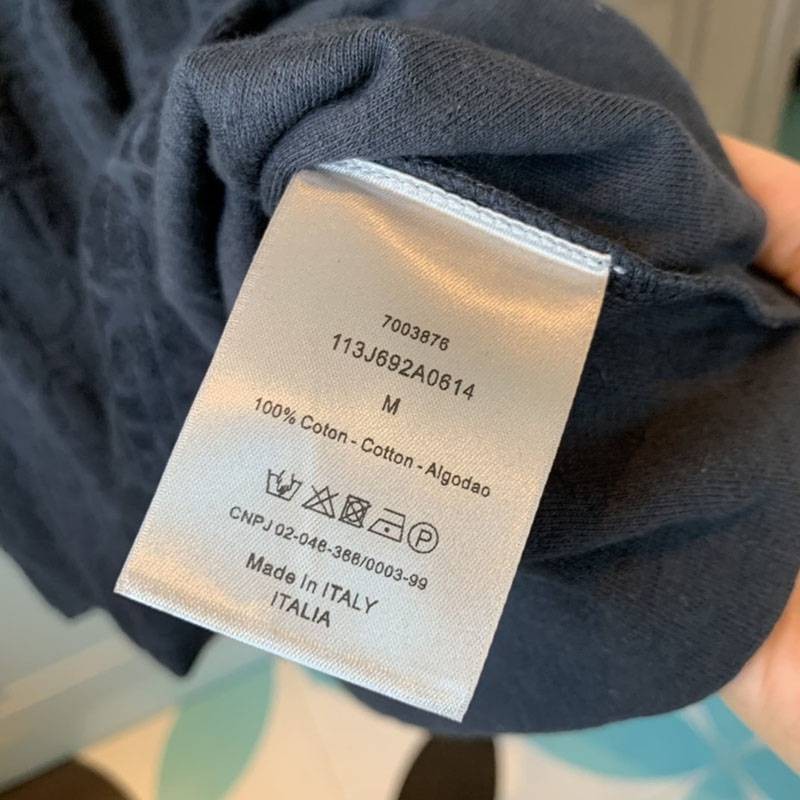 7003876
113J692A0614
M
100% Coton - Cotton - Algodao
P
CNPJ 02-046-366/0003-99
Made In ITALY
ITALIA